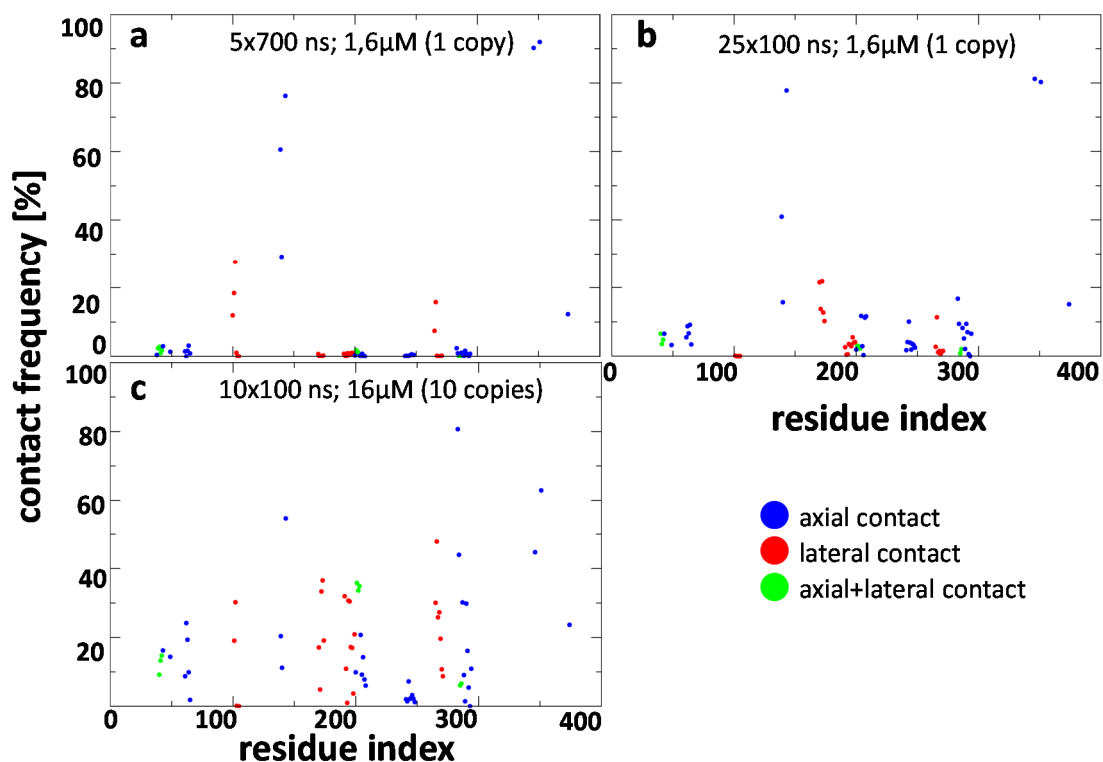 a
5x700 ns; 1,6µM (1 copy)
b
25x100 ns; 1,6µM (1 copy)
c
10x100 ns; 16µM (10 copies)
contact frequency [%]
100
80
60
40
20
0
100
80
60
40
20
0
100
200
300
400
residue index
0
100
200
300
400
residue index
axial contact
lateral contact
axial+lateral contact